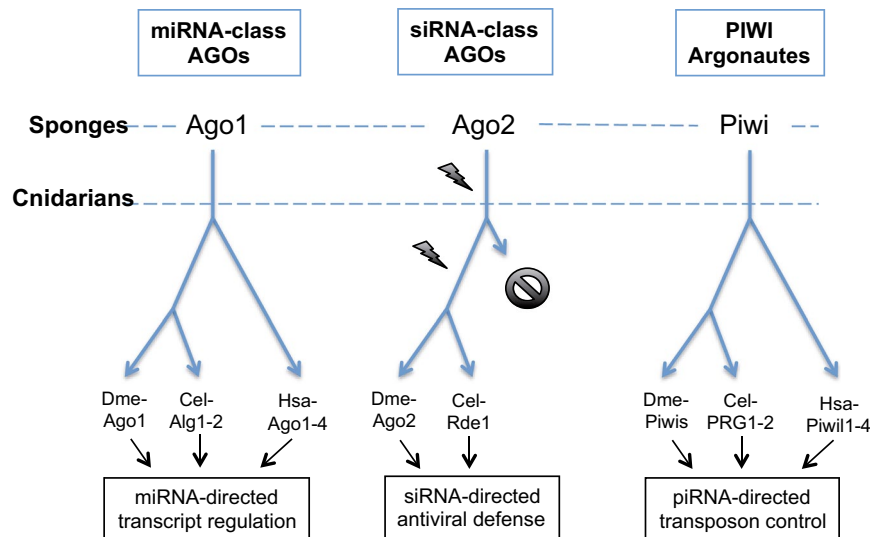 miRNA-class
AGOs
siRNA-class
AGOs
PIWI
Argonautes
Sponges
Ago1
Ago2
Piwi
Cnidarians
Dme-
Ago1
Cel-
Alg1-2
Hsa-
Ago1-4
Dme-
Ago2
Cel-
Rde1
Dme-
Piwis
Cel-
PRG1-2
Hsa-
Piwil1-4
miRNA-directed
transcript regulation
siRNA-directed
antiviral defense
piRNA-directed
transposon control